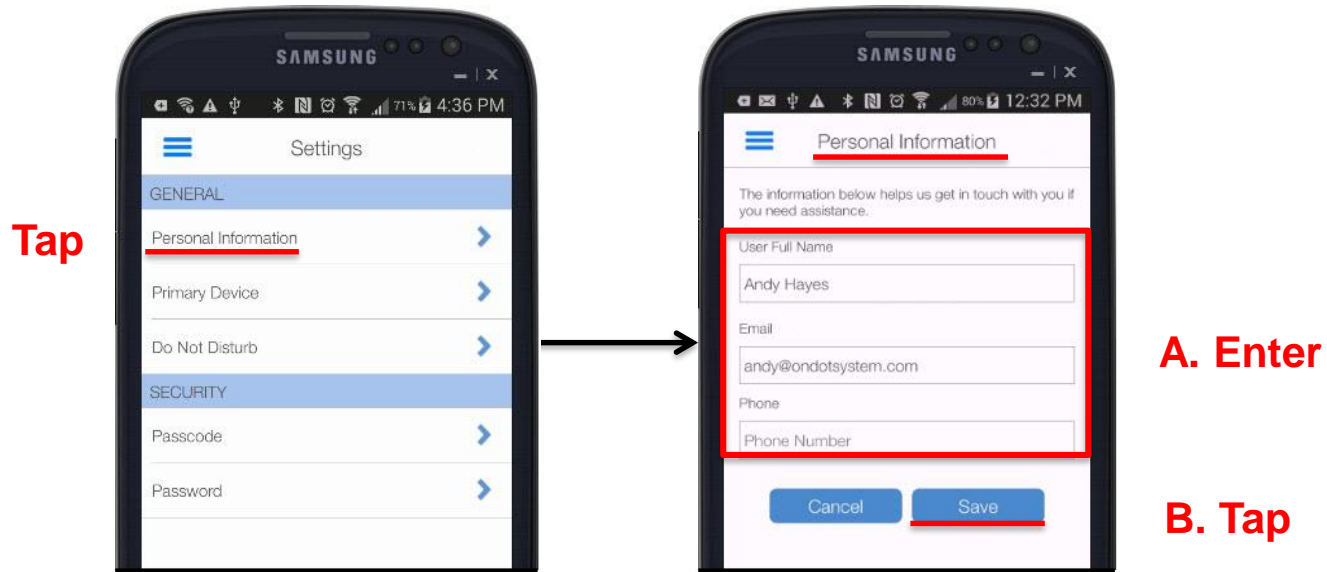 Tap
SAMSUNG
71% 4:36 PM
Settings
GENERAL
Personal Information
Primary Device
Do Not Disturb
SECURITY
Passcode
Password
SAMSUNG
80% 12:32 PM
Personal Information
The information below helps us get in touch with you if
you need assistance.
User Full Name
Andy Hayes
Email
andy@ondotsystem.com
Phone
Phone Number
Cancel Save
A. Enter
B. Tap